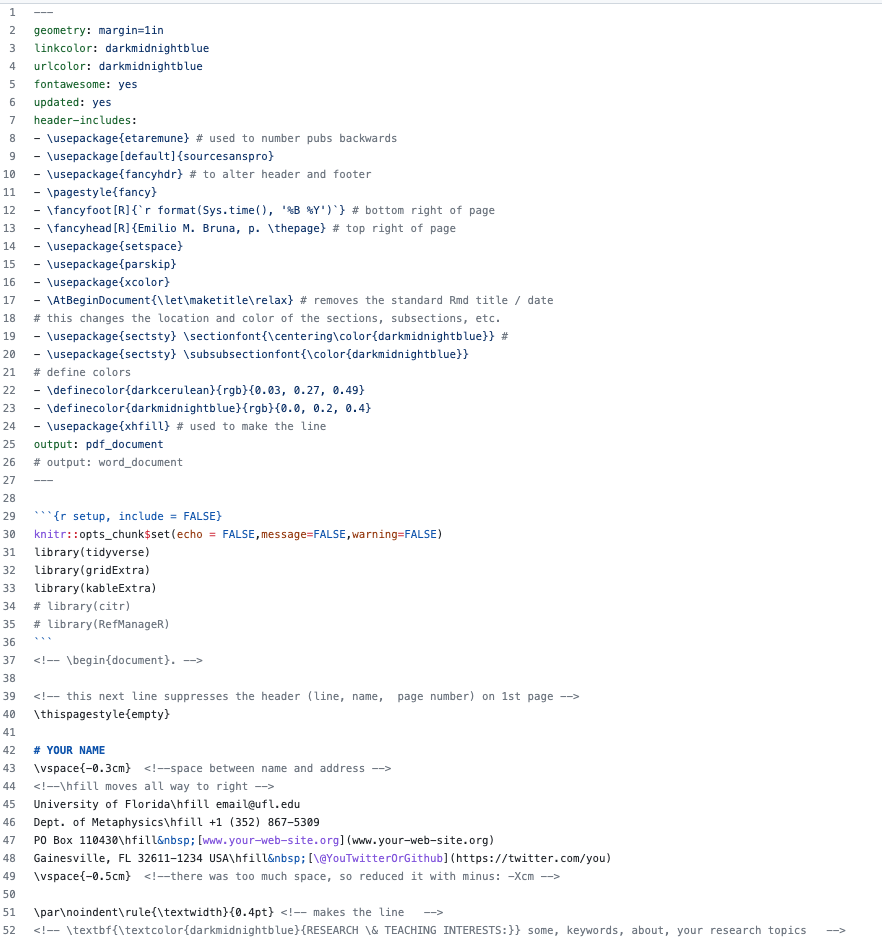 1 ---
2 geometry: margin=1in
3 linkcolor: darkmidnightblue
4 urlcolor: darkmidnightblue
5 fontawesome: yes
6 updated: yes
7 header-includes:
8 - \usepackage{etaremune} # used to number pubs backwards
9 - \usepackage[default]{sourcesanspro}
10 - \usepackage{fancyhdr} # to alter header and footer
11 - \pagestyle{fancy}
12 - \fancyfoot[R]{`r format(Sys.time(), '%B %Y')`} # bottom right of page
13 - \fancyhead[R]{Emilio M. Bruna, p. \thepage} # top right of page
14 - \usepackage{setspace}
15 - \usepackage{parskip}
16 - \usepackage{xcolor}
17 - \AtBeginDocument{\let\maketitle\relax} # removes the standard Rmd title / date
18 # this changes the location and color of the sections, subsections, etc.
19 - \usepackage{sectsty} \sectionfont{\centering\color{darkmidnightblue}} #
20 - \usepackage{sectsty} \subsubsectionfont{\color{darkmidnightblue}}
21 # define colors
22 - \definecolor{darkcerulean}{rgb}{0.03, 0.27, 0.49}
23 - \definecolor{darkmidnightblue}{rgb}{0.0, 0.2, 0.4}
24 - \usepackage{xhfill} # used to make the line
25 output: pdf_document
26 # output: word_document
27 ---
28
29 ```{r setup, include = FALSE}
30 knitr::opts_chunk$set(echo = FALSE,message=FALSE,warning=FALSE)
31 library(tidyverse)
32 library(gridExtra)
33 library(kableExtra)
34 # library(citr)
35 # library(RefManageR)
36 ```
37 <!-- \begin{document}. -->
38
39 <!-- this next line suppresses the header (line, name,  page number) on 1st page -->
40 \thispagestyle{empty}
41
42 # YOUR NAME
43 \vspace{-0.3cm}  <!--space between name and address -->
44 <!--\hfill moves all way to right -->
45 University of Florida\hfill email@ufl.edu
46 Dept. of Metaphysics\hfill +1 (352) 867-5309
47 PO Box 110430\hfill&nbsp;[www.your-web-site.org](www.your-web-site.org)
48 Gainesville, FL 32611-1234 USA\hfill&nbsp;[\@YouTwitterOrGithub](https://twitter.com/you)
49 \vspace{-0.5cm}  <!--there was too much space, so reduced it with minus: -Xcm -->
50
51 \par\noindent\rule{\textwidth}{0.4pt} <!-- makes the line   -->
52 <!-- \textbf{\textcolor{darkmidnightblue}{RESEARCH \& TEACHING INTERESTS:}} some, keywords, about, your research topics   -->